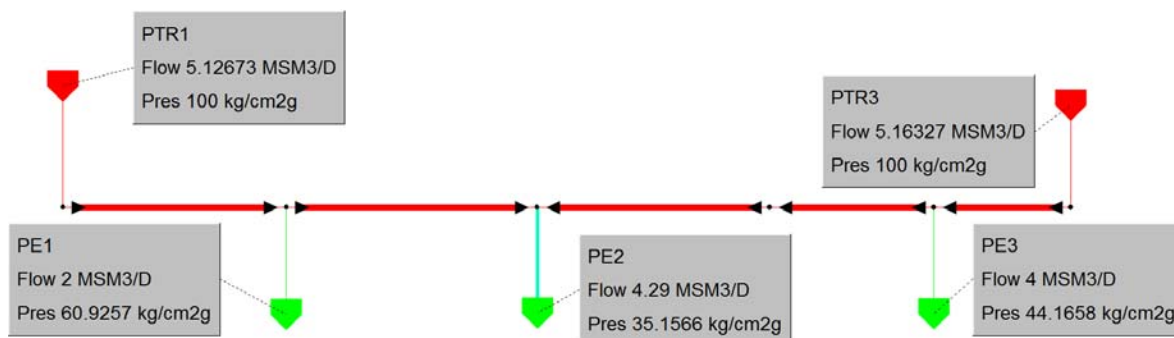 PTR1
Flow 5.12673 MSM3/D
Pres 100 kg/cm2g
PTR3
Flow 5.16327 MSM3/D
Pres 100 kg/cm2g
PE1
Flow 2 MSM3/D
Pres 60.9257 kg/cm2g
PE2
Flow 4.29 MSM3/D
Pres 35.1566 kg/cm2g
PE3
Flow 4 MSM3/D
Pres 44.1658 kg/cm2g